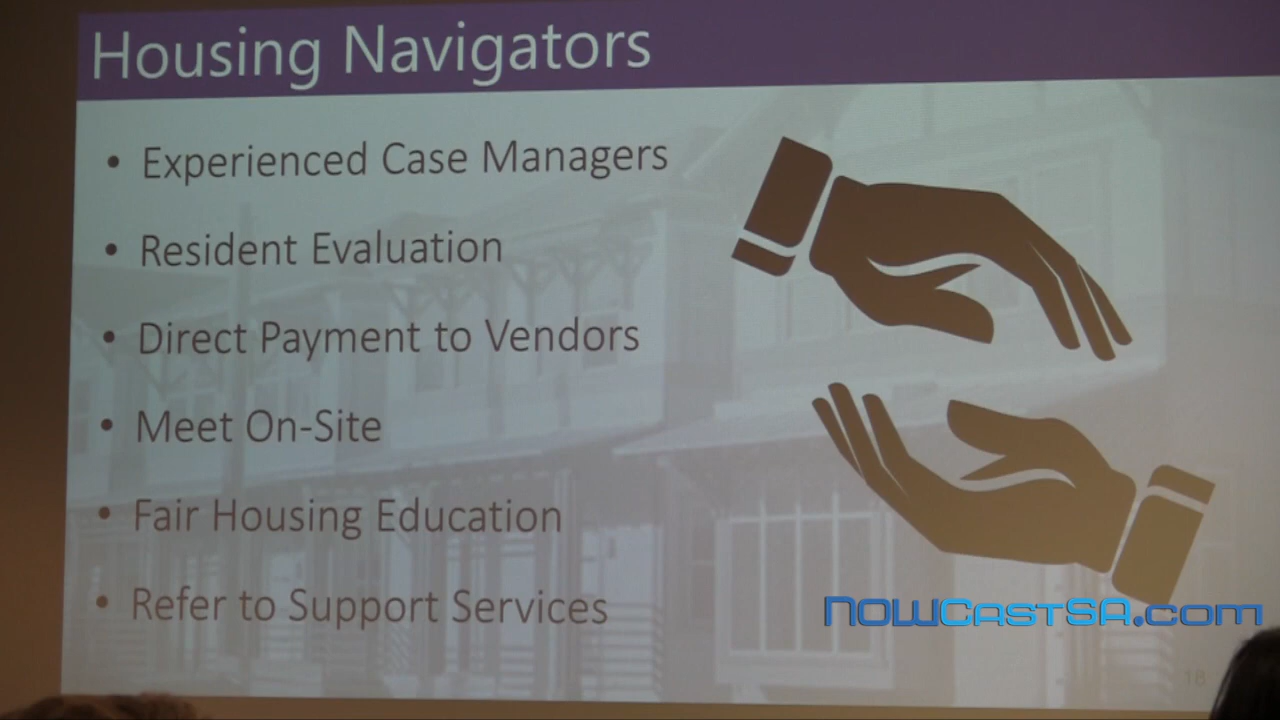 Housing Navigators
• Experienced Case Managers
• Resident Evaluation
• Direct Payment to Vendors
• Meet On-Site
• Fair Housing Education
• Refer to Support Services
NOWCastSA.com
18